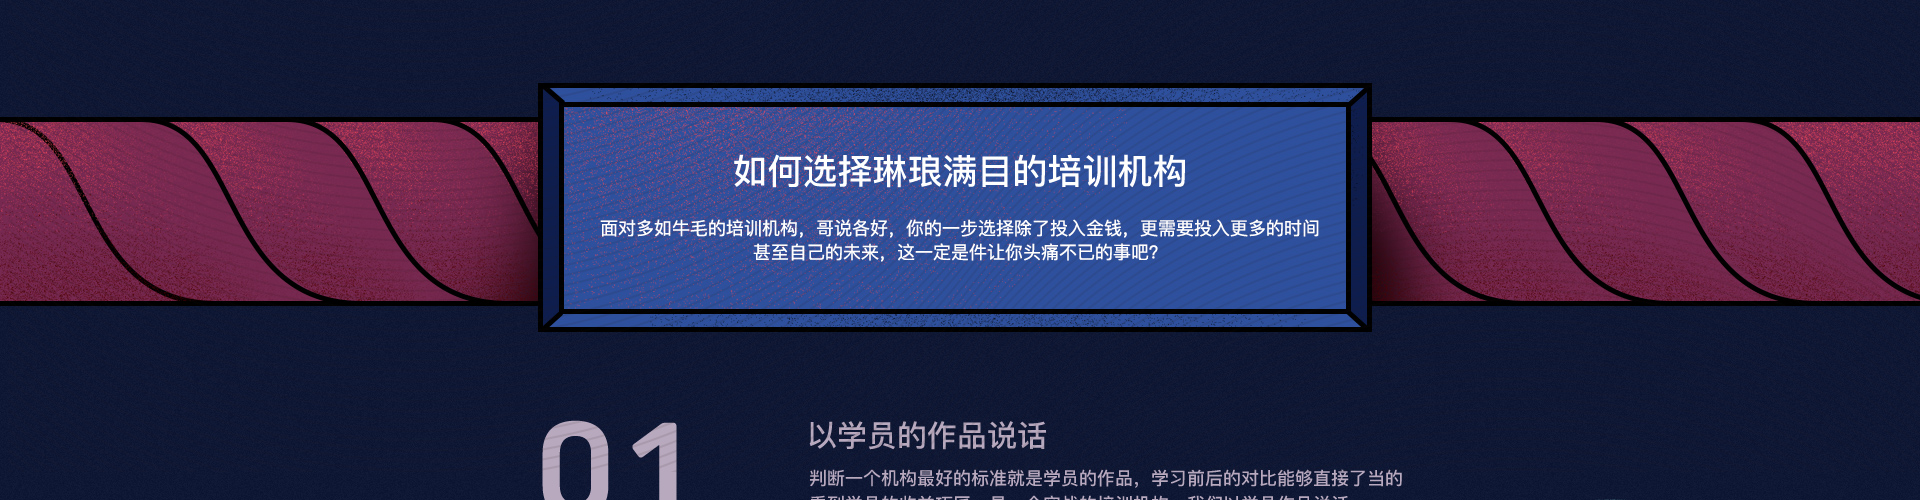 如何选择琳琅满目的培训机构
面对多如牛毛的培训机构，哥说各好，你的一步选择除了投入金钱，更需要投入更多的时间
甚至自己的未来，这一定是件让你头痛不已的事吧?
01
以学员的作品说话
判断一个机构最好的标准就是学员的作品，学习前后的对比能够直接了当的